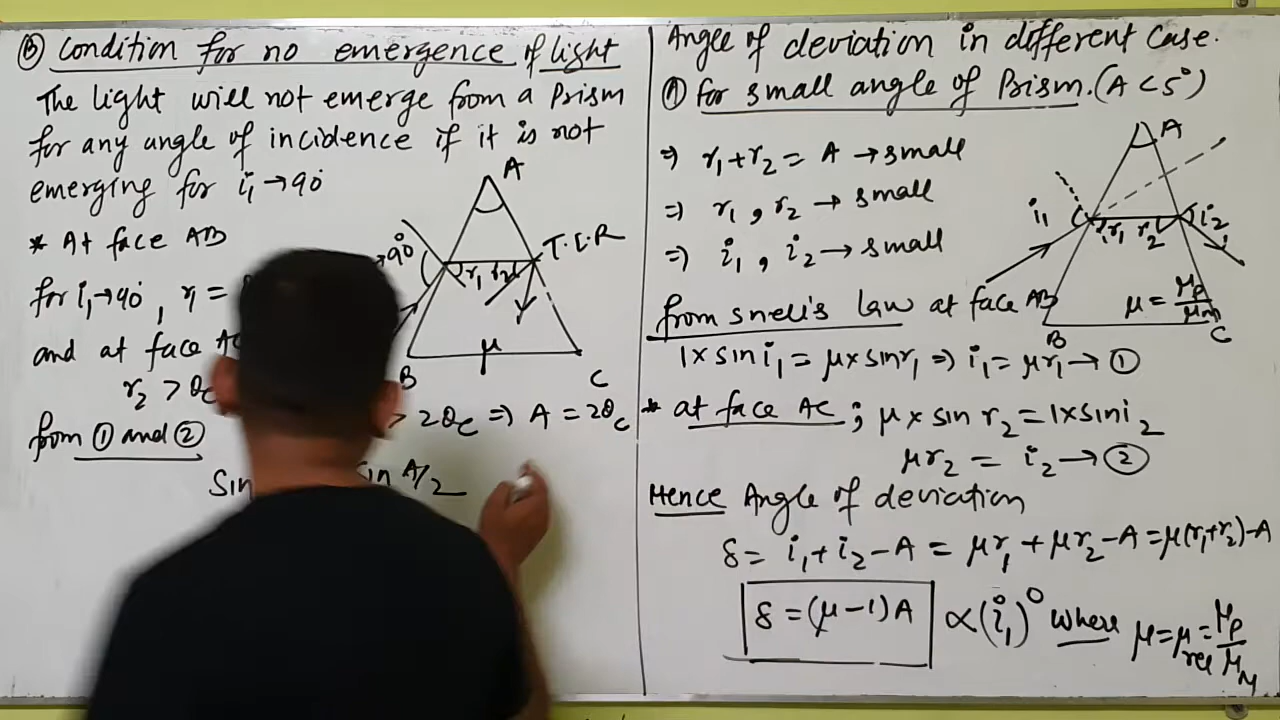 Ⓑ condition for no emergence of light
The light will not emerge from a Prism
for any angle of incidence if it is not
emerging for i₁→90°
* At face AB
for i₁→90°, r₁ =
and at face AC
r₂ > θc
from ① and ②
> 2θc ⇒ A = 2θc
Sin
Sin A/2
A
→90°
r₁ r₂
T.I.R
μ
B
C
Angle of deviation in different Case.
Ⓐ for small angle of Prism. (A < 5°)
⇒ r₁+r₂ = A → small
⇒ r₁, r₂ → small
⇒ i₁, i₂ → small
A
i₁
r₁ r₂
i₂
μ = μp/μm
B
C
from snell's law at face AB
1×sin i₁ = μ×sinr₁ ⇒ i₁ = μr₁ → ①
* at face AC ; μ×sin r₂ = 1×sini₂
μr₂ = i₂ → ②
Hence Angle of deviation
δ = i₁+i₂-A = μr₁+μr₂-A = μ(r₁+r₂)-A
δ = (μ-1)A ∝ (i₁)⁰ where μ = μrel = μp/μM